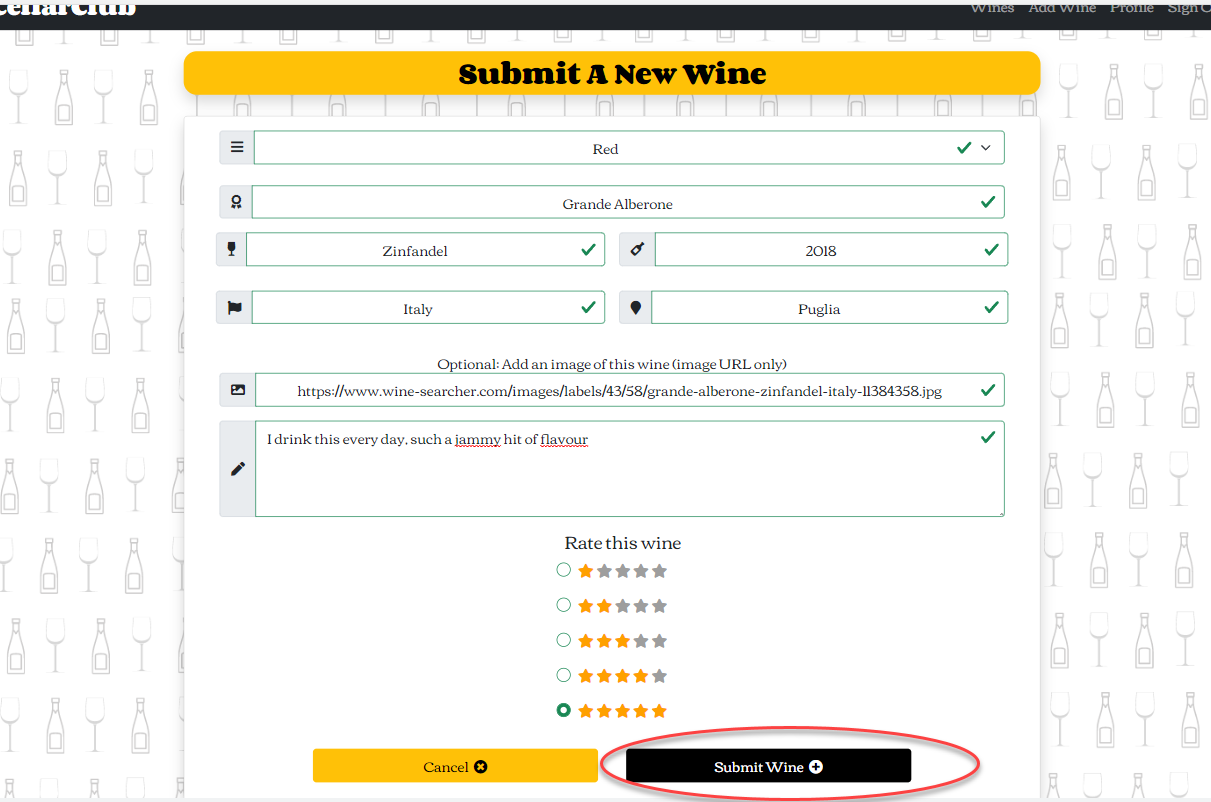 CellarClub
Wines Add Wine Profile Sign
Submit A New Wine
Red
Grande Alberone
Zinfandel
2018
Italy
Puglia
Optional: Add an image of this wine (image URL only)
https://www.wine-searcher.com/images/labels/43/58/grande-alberone-zinfandel-italy-11384358.jpg
I drink this every day, such a jammy hit of flavour
Rate this wine
Cancel
Submit Wine